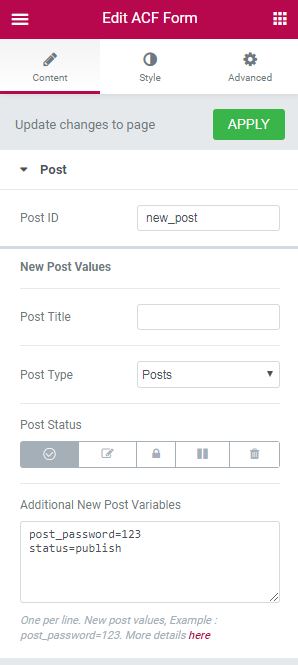 Edit ACF Form
Content Style Advanced
Update changes to page APPLY
Post
Post ID new_post
New Post Values
Post Title
Post Type Posts
Post Status
Additional New Post Variables
post_password=123
status=publish
One per line. New post values, Example :
post_password=123. More details here